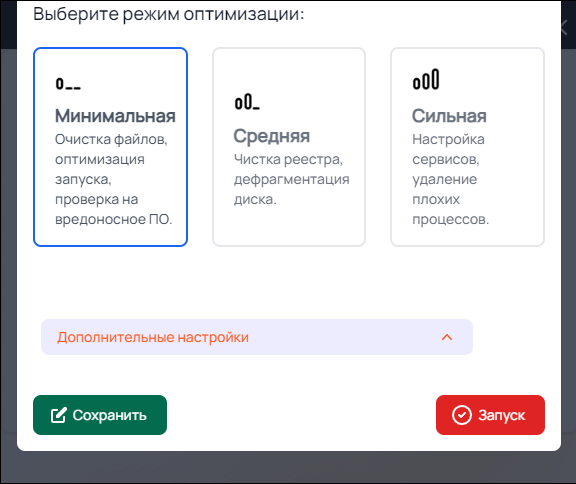 Выберите режим оптимизации:
Минимальная
Очистка файлов,
оптимизация
запуска,
проверка на
вредоносное ПО.
Средняя
Чистка реестра,
дефрагментация
диска.
Сильная
Настройка
сервисов,
удаление
плохих
процессов.
Дополнительные настройки
Сохранить
Запуск